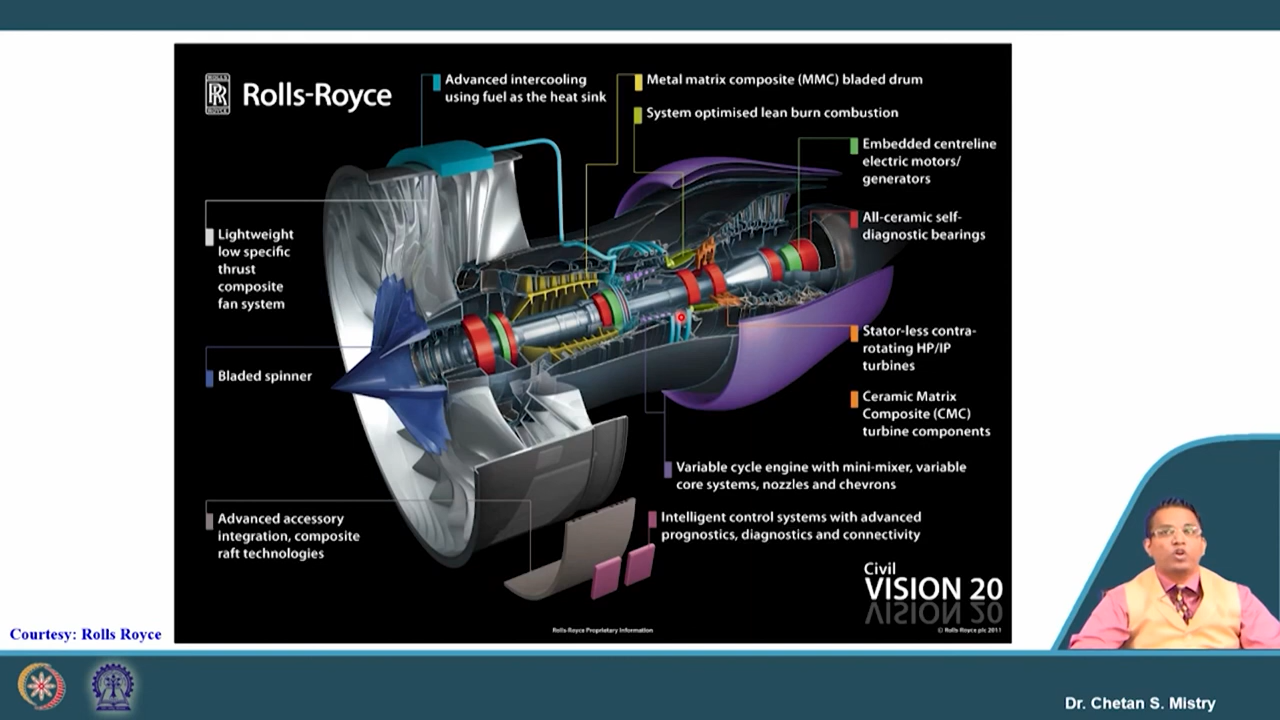 Rolls-Royce
Advanced intercooling
using fuel as the heat sink
Metal matrix composite (MMC) bladed drum
System optimised lean burn combustion
Embedded centreline
electric motors/
generators
All-ceramic self-
diagnostic bearings
Lightweight
low specific
thrust
composite
fan system
Bladed spinner
Stator-less contra-
rotating HP/IP
turbines
Ceramic Matrix
Composite (CMC)
turbine components
Variable cycle engine with mini-mixer, variable
core systems, nozzles and chevrons
Advanced accessory
integration, composite
raft technologies
Intelligent control systems with advanced
prognostics, diagnostics and connectivity
Civil
VISION 20
Rolls-Royce Proprietary Information
© Rolls-Royce plc 2011
Courtesy: Rolls Royce
Dr. Chetan S. Mistry